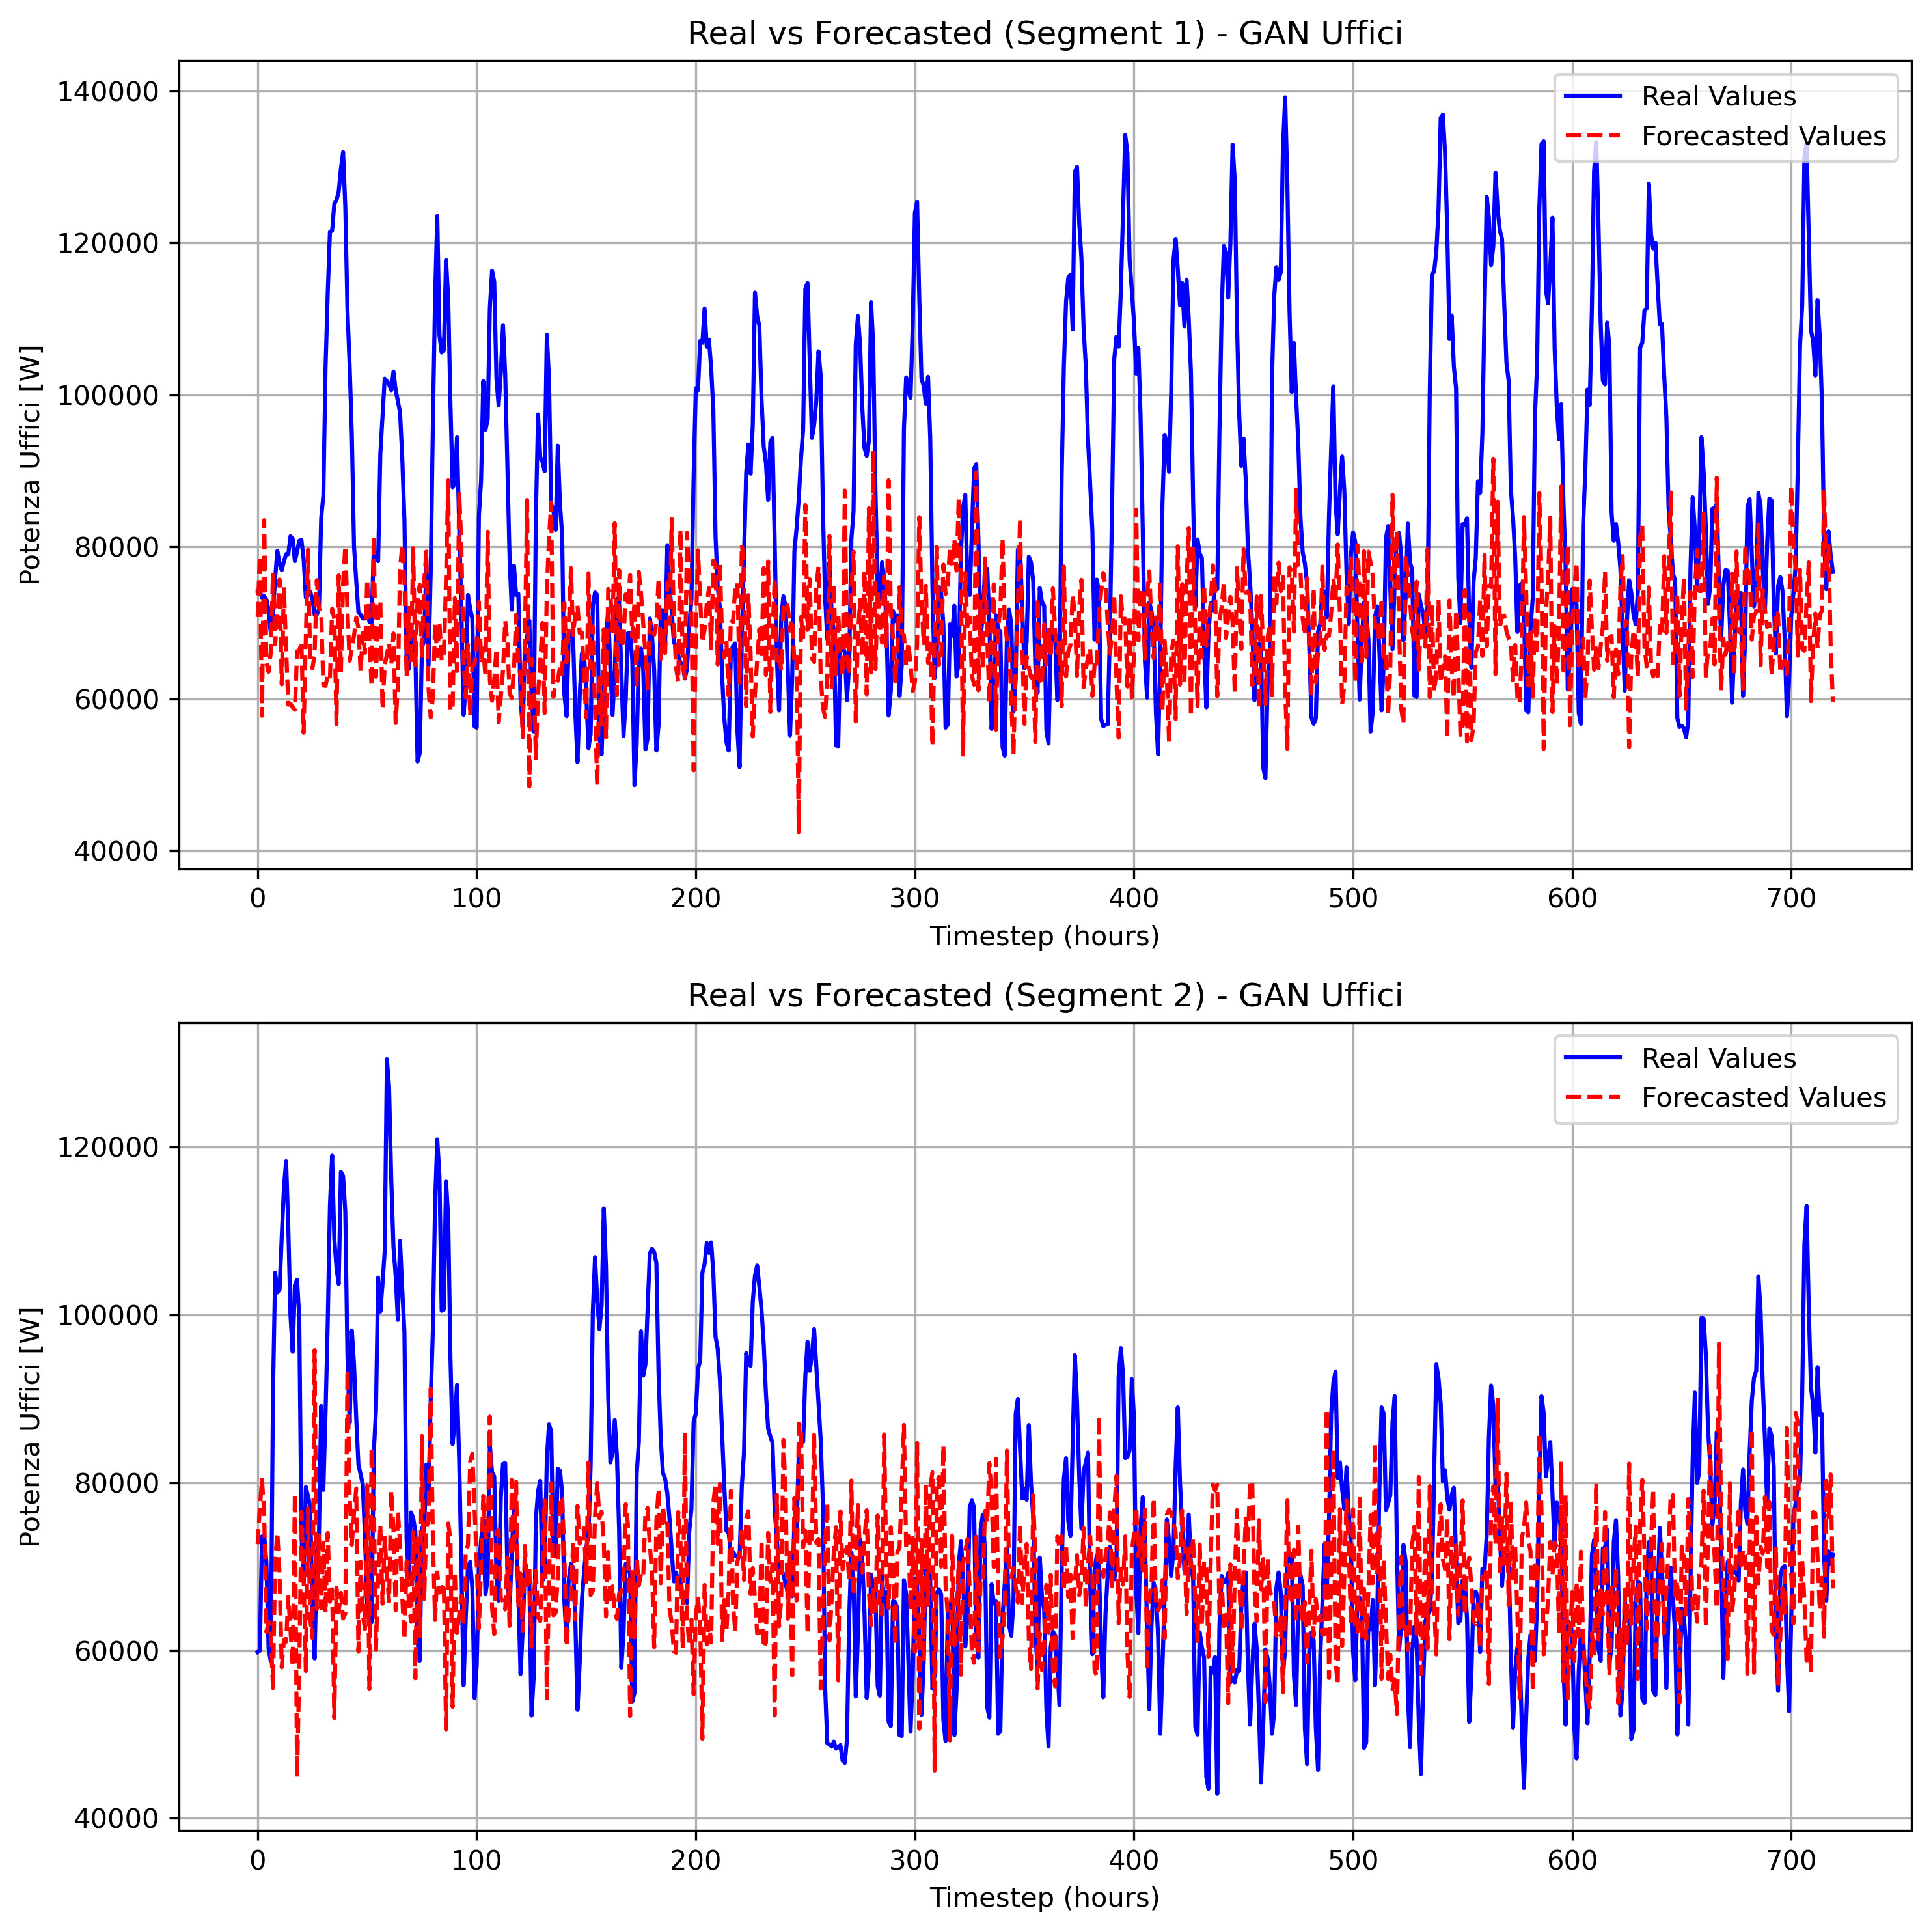 Real vs Forecasted (Segment 1) - GAN Uffici
Potenza Uffici [W]
140000
120000
100000
80000
60000
40000
Real Values
Forecasted Values
0 100 200 300 400 500 600 700
Timestep (hours)
Real vs Forecasted (Segment 2) - GAN Uffici
Potenza Uffici [W]
120000
100000
80000
60000
40000
Real Values
Forecasted Values
0 100 200 300 400 500 600 700
Timestep (hours)